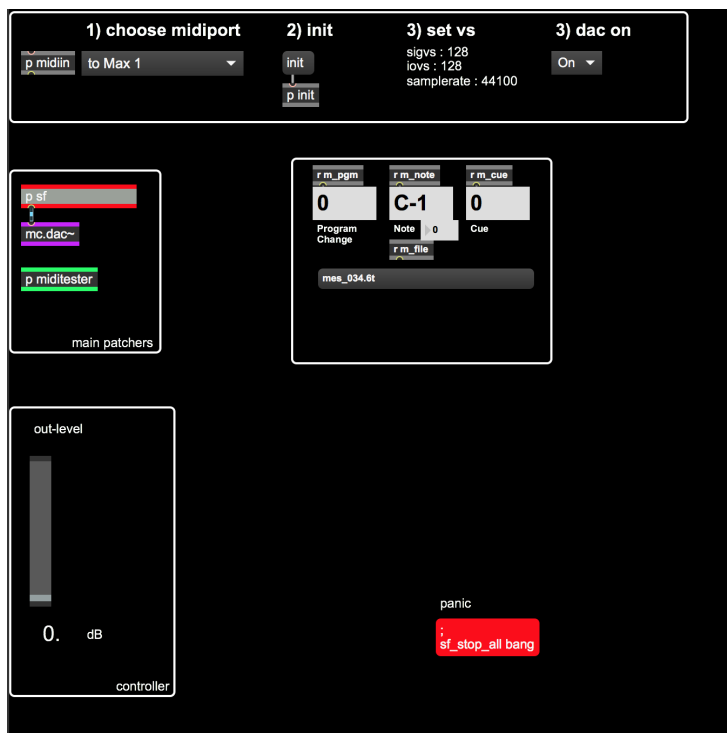 1) choose midiport
2) init
3) set vs
3) dac on
p midiin
to Max 1
init
p init
sigvs : 128
iovs : 128
samplerate : 44100
On
p sf
mc.dac~
p miditester
main patchers
r m_pgm
r m_note
r m_cue
0
C-1
0
Program
Change
Note
0
Cue
r m_file
mes_034.6t
out-level
0.
dB
controller
panic
;
sf_stop_all bang